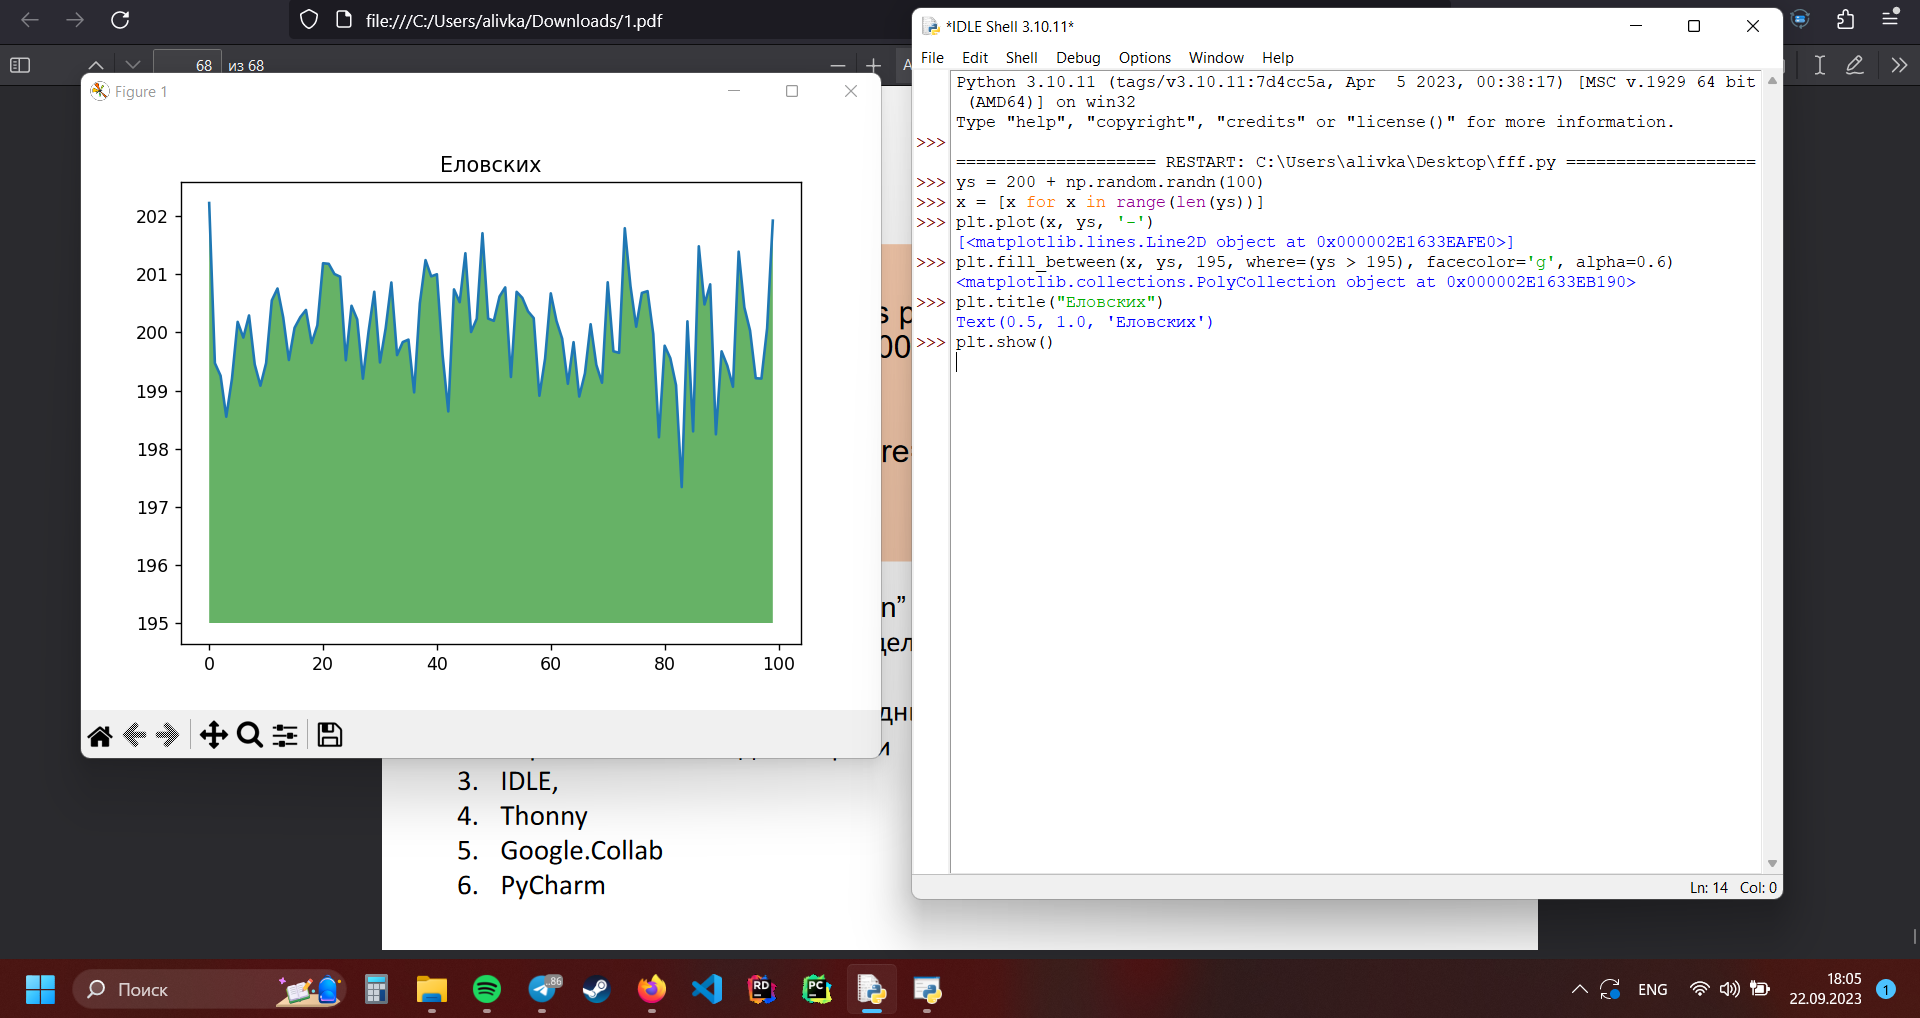 file:///C:/Users/alivka/Downloads/1.pdf
68 из 68
Figure 1
Еловских
202
201
200
199
198
197
196
195
0 20 40 60 80 100
3. IDLE,
4. Thonny
5. Google.Collab
6. PyCharm
*IDLE Shell 3.10.11*
File Edit Shell Debug Options Window Help
Python 3.10.11 (tags/v3.10.11:7d4cc5a, Apr  5 2023, 00:38:17) [MSC v.1929 64 bit
(AMD64)] on win32
Type "help", "copyright", "credits" or "license()" for more information.
>>>
==================== RESTART: C:\Users\alivka\Desktop\fff.py ===================
>>> ys = 200 + np.random.randn(100)
>>> x = [x for x in range(len(ys))]
>>> plt.plot(x, ys, '-')
[<matplotlib.lines.Line2D object at 0x000002E1633EAFE0>]
>>> plt.fill_between(x, ys, 195, where=(ys > 195), facecolor='g', alpha=0.6)
<matplotlib.collections.PolyCollection object at 0x000002E1633EB190>
>>> plt.title("Еловских")
Text(0.5, 1.0, 'Еловских')
>>> plt.show()
Ln: 14 Col: 0
Поиск
86
RD
PC
ENG
18:05
22.09.2023
1